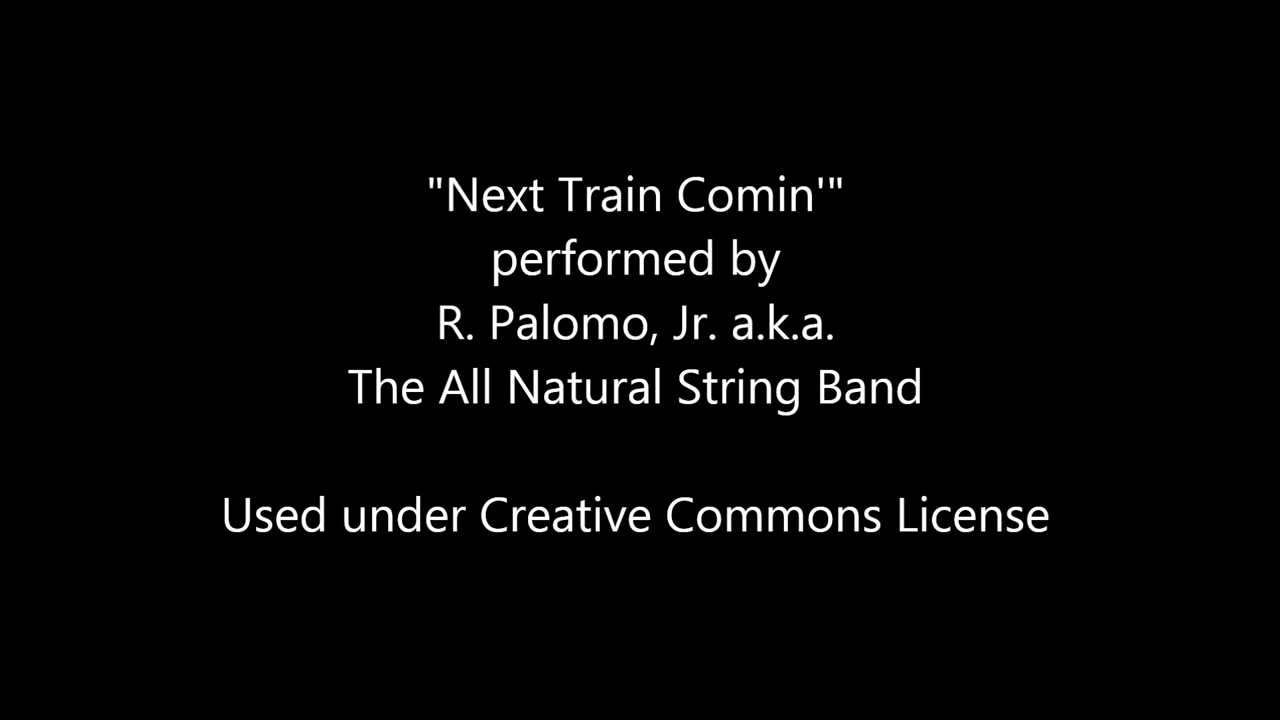 "Next Train Comin'"
performed by
R. Palomo, Jr. a.k.a.
The All Natural String Band
Used under Creative Commons License